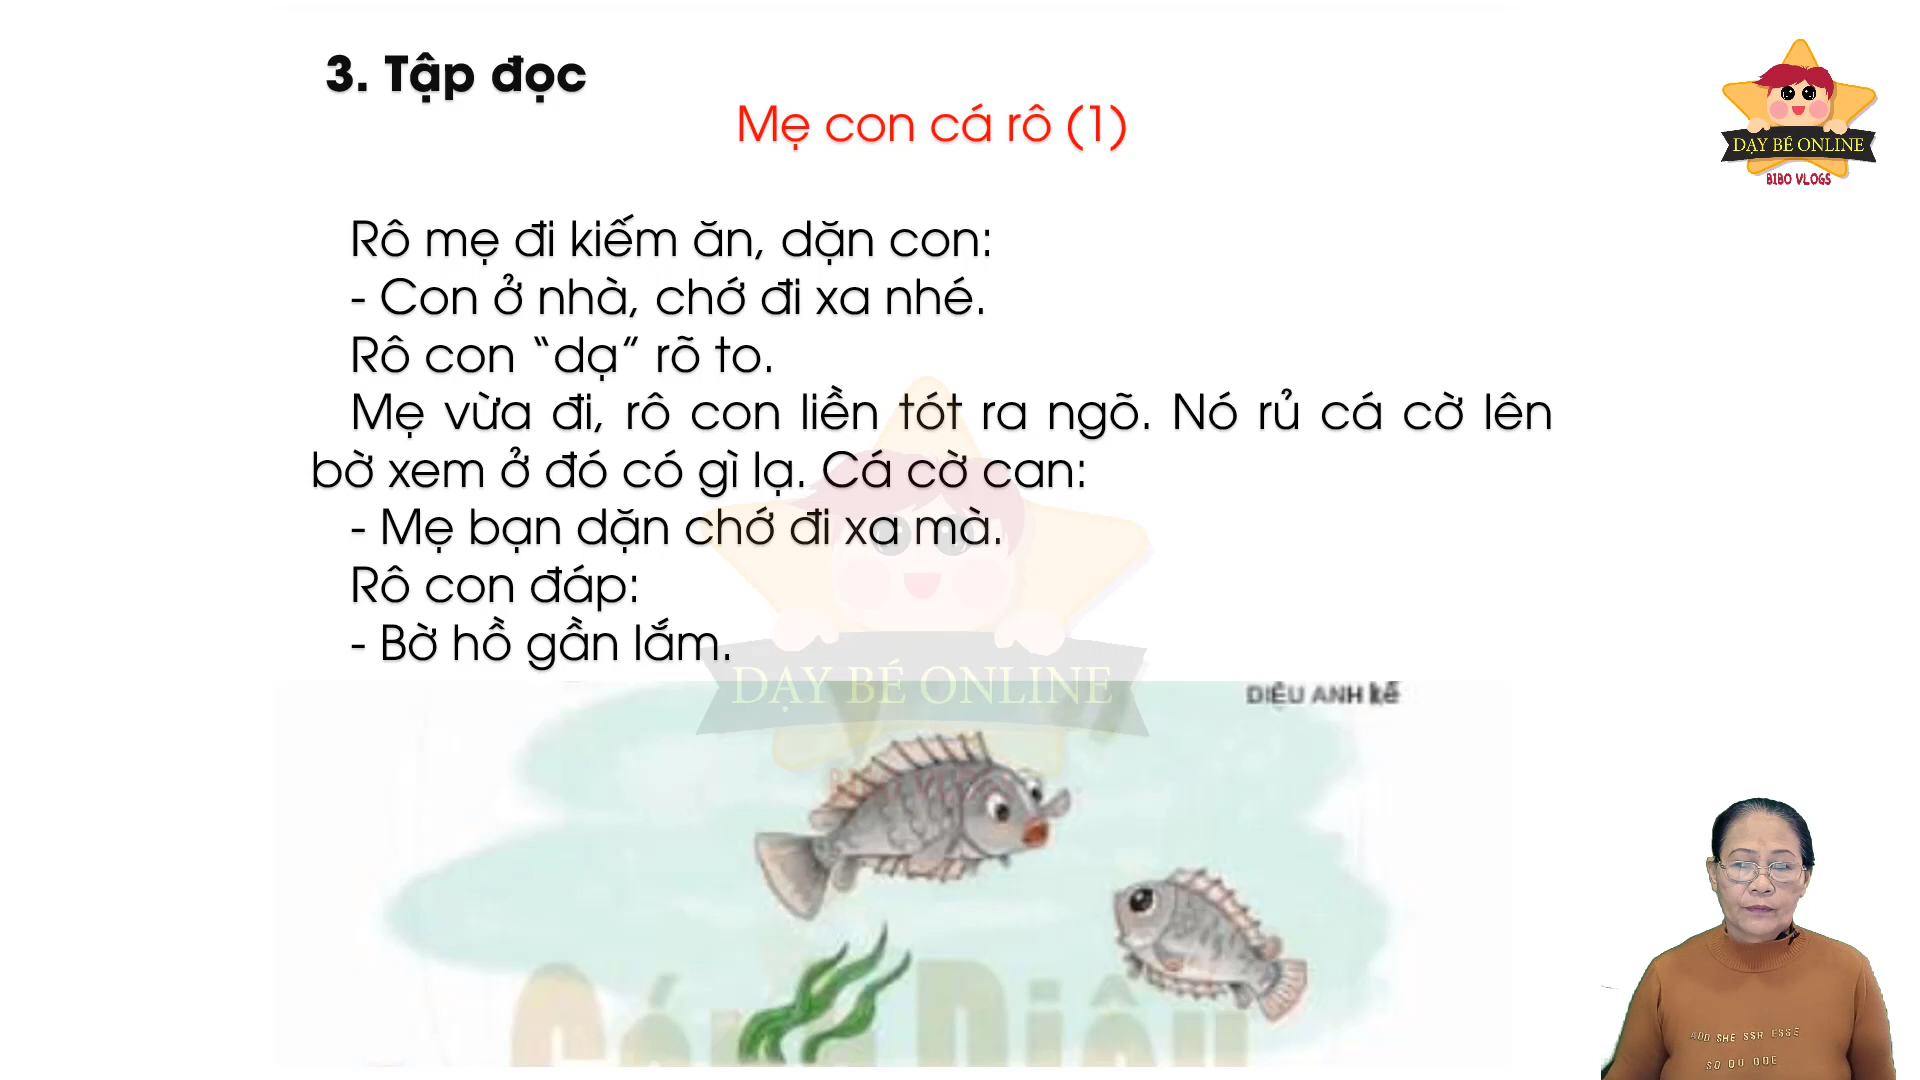 3. Tập đọc
Mẹ con cá rô (1)
DẠY BÉ ONLINE
BIBO VLOGS
Rô mẹ đi kiếm ăn, dặn con:
- Con ở nhà, chớ đi xa nhé.
Rô con “dạ” rõ to.
Mẹ vừa đi, rô con liền tót ra ngõ. Nó rủ cá cờ lên
bờ xem ở đó có gì lạ. Cá cờ can:
- Mẹ bạn dặn chớ đi xa mà.
Rô con đáp:
- Bờ hồ gần lắm.
DẠY BÉ ONLINE
DIỆU ANH kể